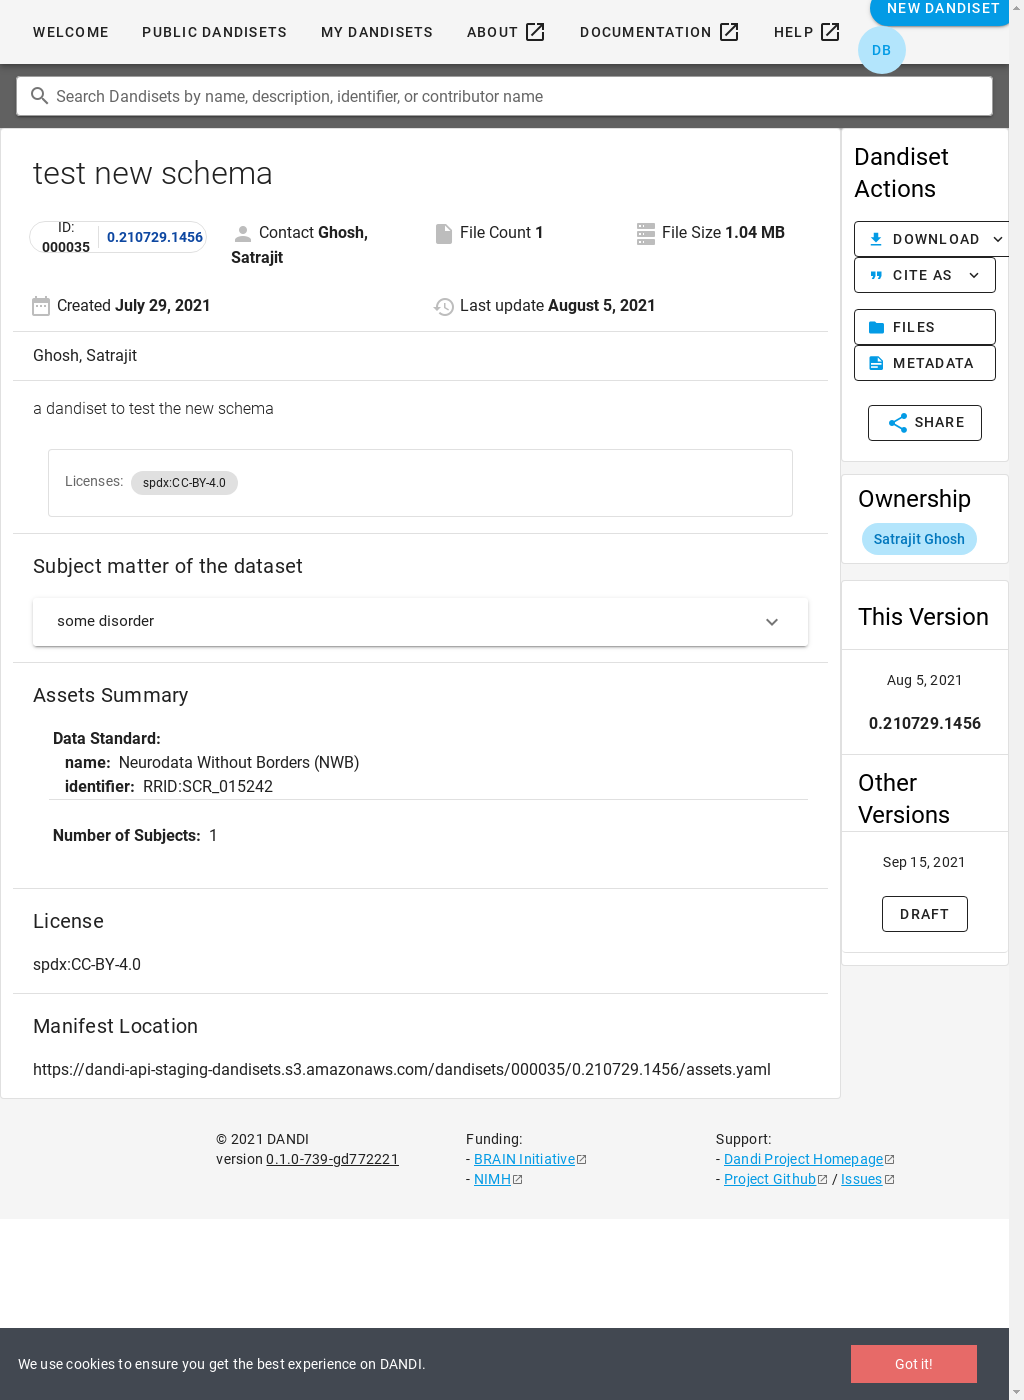 WELCOME PUBLIC DANDISETS MY DANDISETS ABOUT DOCUMENTATION HELP NEW DANDISET
DB
Search Dandisets by name, description, identifier, or contributor name
test new schema
ID: 000035 0.210729.1456
Contact Ghosh, Satrajit
File Count 1
File Size 1.04 MB
Created July 29, 2021
Last update August 5, 2021
Ghosh, Satrajit
a dandiset to test the new schema
Licenses: spdx:CC-BY-4.0
Subject matter of the dataset
some disorder
Assets Summary
Data Standard:
name: Neurodata Without Borders (NWB)
identifier: RRID:SCR_015242
Number of Subjects: 1
License
spdx:CC-BY-4.0
Manifest Location
https://dandi-api-staging-dandisets.s3.amazonaws.com/dandisets/000035/0.210729.1456/assets.yaml
Dandiset
Actions
DOWNLOAD
CITE AS
FILES
METADATA
SHARE
Ownership
Satrajit Ghosh
This Version
Aug 5, 2021
0.210729.1456
Other
Versions
Sep 15, 2021
DRAFT
© 2021 DANDI
version 0.1.0-739-gd772221
Funding:
- BRAIN Initiative
- NIMH
Support:
- Dandi Project Homepage
- Project Github / Issues
We use cookies to ensure you get the best experience on DANDI.
Got it!